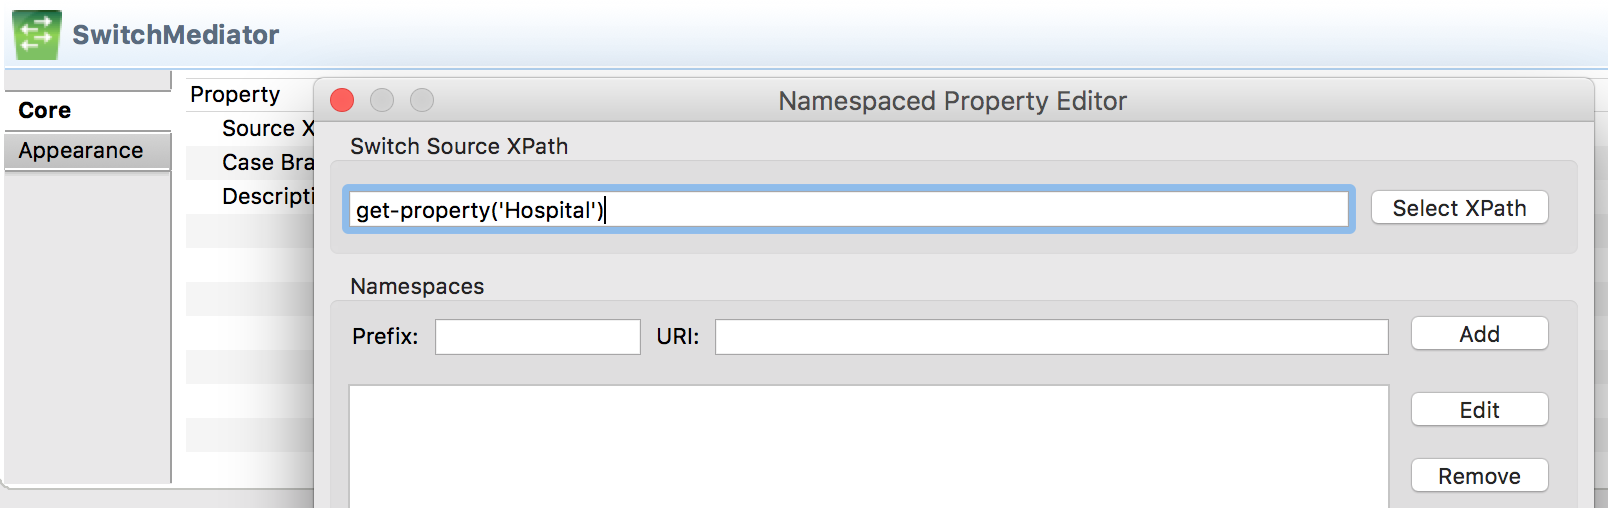 SwitchMediator
Core
Appearance
Property
Source X
Case Bra
Descripti
Namespaced Property Editor
Switch Source XPath
get-property('Hospital')
Select XPath
Namespaces
Prefix:
URI:
Add
Edit
Remove